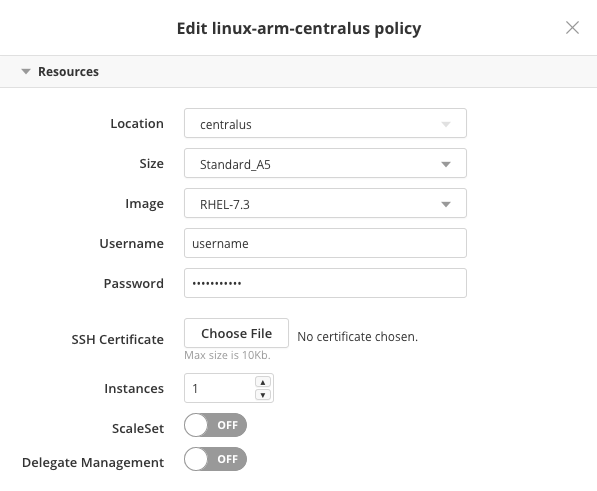 Edit linux-arm-centralus policy
Resources
Location centralus
Size Standard_A5
Image RHEL-7.3
Username username
Password •••••••••••
SSH Certificate Choose File No certificate chosen.
Max size is 10Kb.
Instances 1
ScaleSet OFF
Delegate Management OFF